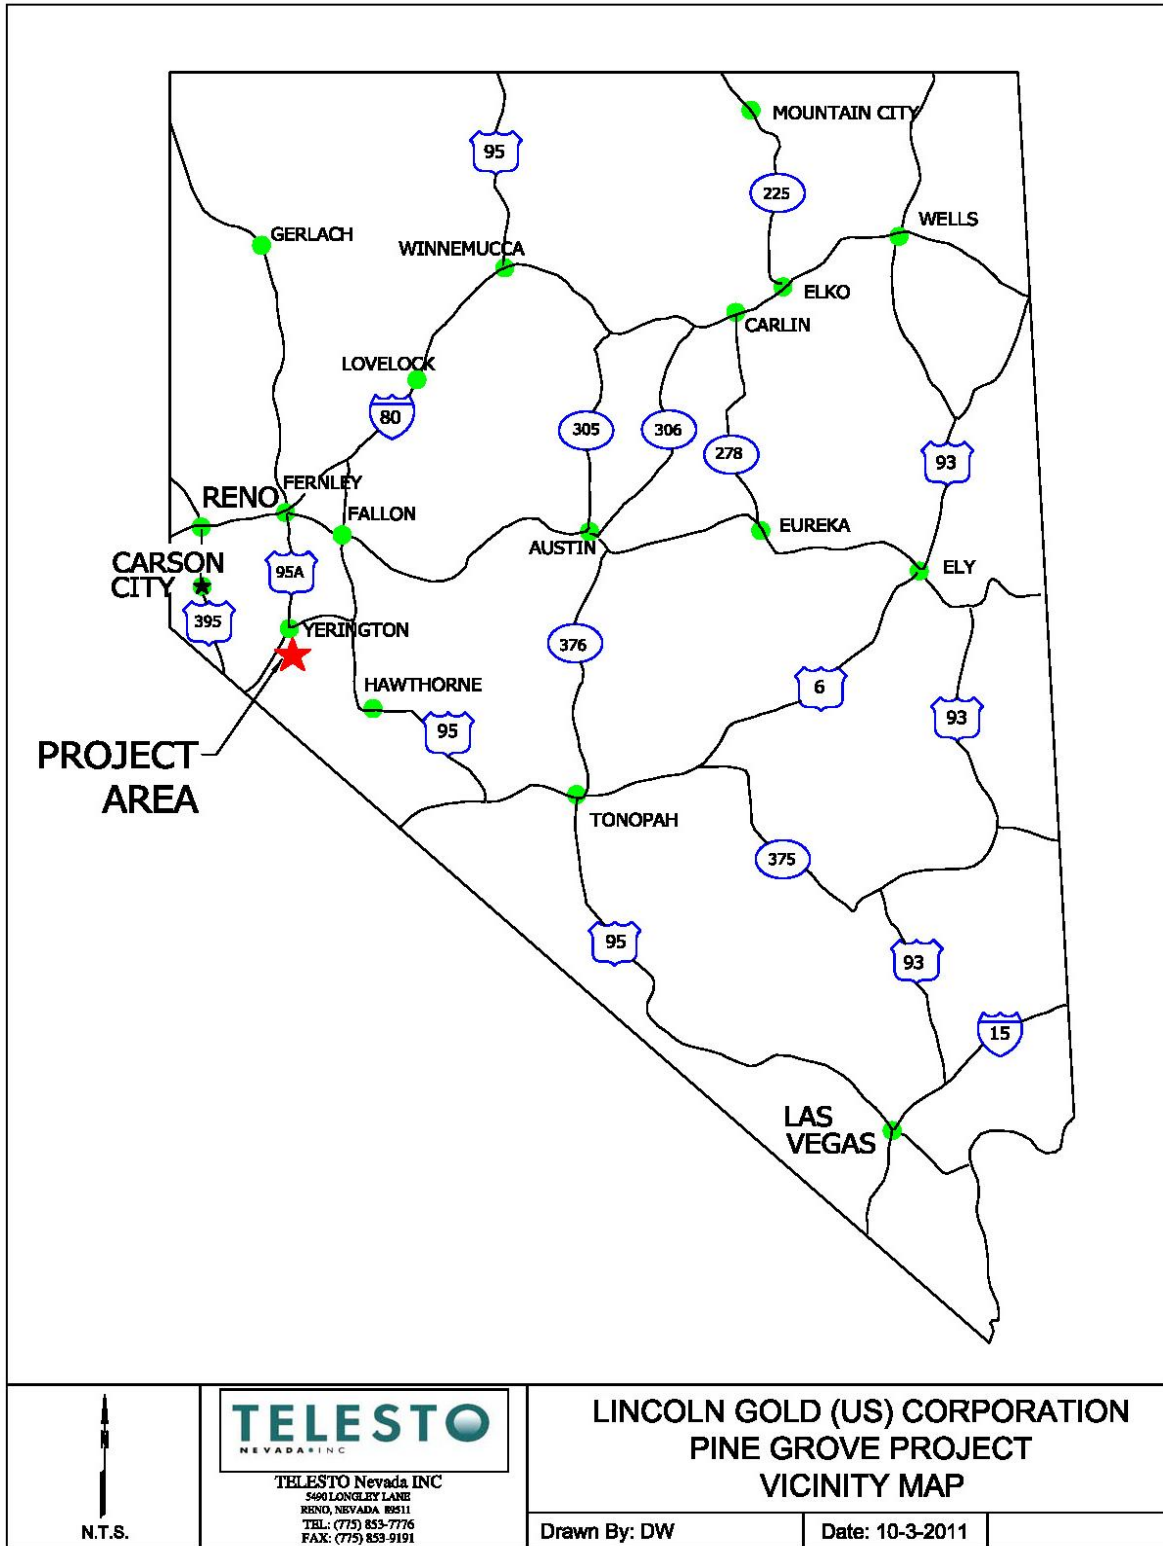 MOUNTAIN CITY
95
225
WELLS
GERLACH
WINNEMUCCA
ELKO
CARLIN
LOVELOCK
80
305
306
278
93
FERNLEY
RENO
FALLON
EUREKA
AUSTIN
CARSON
CITY
95A
ELY
395
YERINGTON
376
HAWTHORNE
6
95
93
PROJECT
AREA
TONOPAH
375
95
93
15
LAS
VEGAS
N
N.T.S.
TELESTO
NEVADA•INC
TELESTO Nevada INC
5490 LONGLEY LANE
RENO, NEVADA 89511
TEL: (775) 853-7776
FAX: (775) 853-9191
LINCOLN GOLD (US) CORPORATION
PINE GROVE PROJECT
VICINITY MAP
Drawn By: DW
Date: 10-3-2011